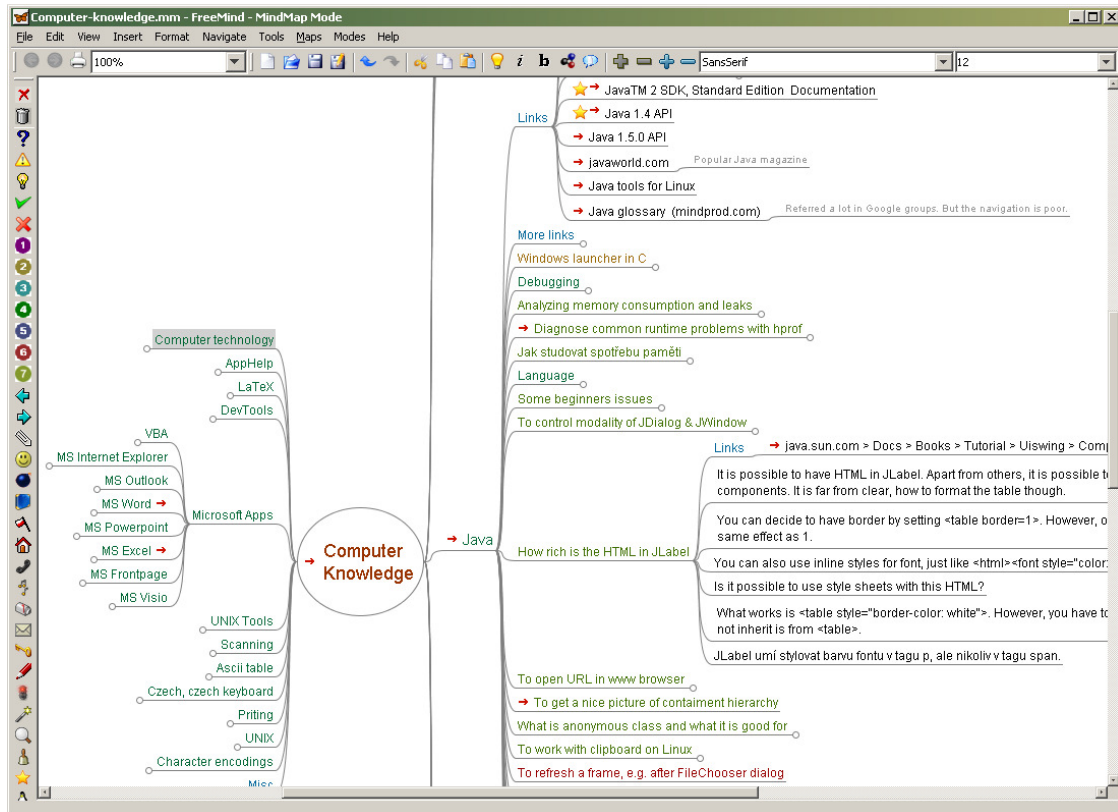 Computer-knowledge.mm - FreeMind - MindMap Mode
File Edit View Insert Format Navigate Tools Maps Modes Help
100%
i b
SansSerif
12
JavaTM 2 SDK, Standard Edition Documentation
Links
Java 1.4 API
Java 1.5.0 API
javaworld.com Popular Java magazine
Java tools for Linux
Java glossary (mindprod.com) Referred a lot in Google groups. But the navigation is poor.
More links
Windows launcher in C
Debugging
Analyzing memory consumption and leaks
Diagnose common runtime problems with hprof
Jak studovat spotřebu paměti
Language
Some beginners issues
To control modality of JDialog & JWindow
Computer technology
AppHelp
LaTeX
DevTools
VBA
MS Internet Explorer
MS Outlook
MS Word
MS Powerpoint
MS Excel
MS Frontpage
MS Visio
Microsoft Apps
Computer
Knowledge
Java
How rich is the HTML in JLabel
Links
java.sun.com > Docs > Books > Tutorial > Uiswing > Comp
It is possible to have HTML in JLabel. Apart from others, it is possible to
components. It is far from clear, how to format the table though.
You can decide to have border by setting <table border=1>. However, o
same effect as 1.
You can also use inline styles for font, just like <html><font style="color:
Is it possible to use style sheets with this HTML?
What works is <table style="border-color: white">. However, you have to
not inherit is from <table>.
JLabel umí stylovat barvu fontu v tagu p, ale nikoliv v tagu span.
UNIX Tools
Scanning
Ascii table
Czech, czech keyboard
Priting
UNIX
Character encodings
Misc
To open URL in www browser
To get a nice picture of contaiment hierarchy
What is anonymous class and what it is good for
To work with clipboard on Linux
To refresh a frame, e.g. after FileChooser dialog
1
2
3
4
5
6
7